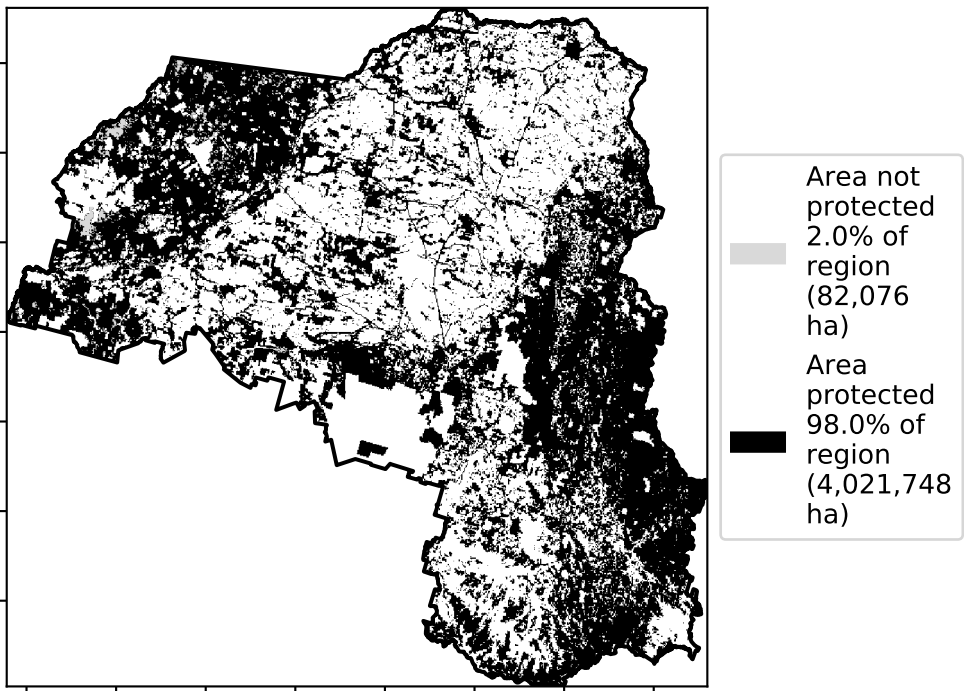 Area not
protected
2.0% of
region
(82,076
ha)
Area
protected
98.0% of
region
(4,021,748
ha)